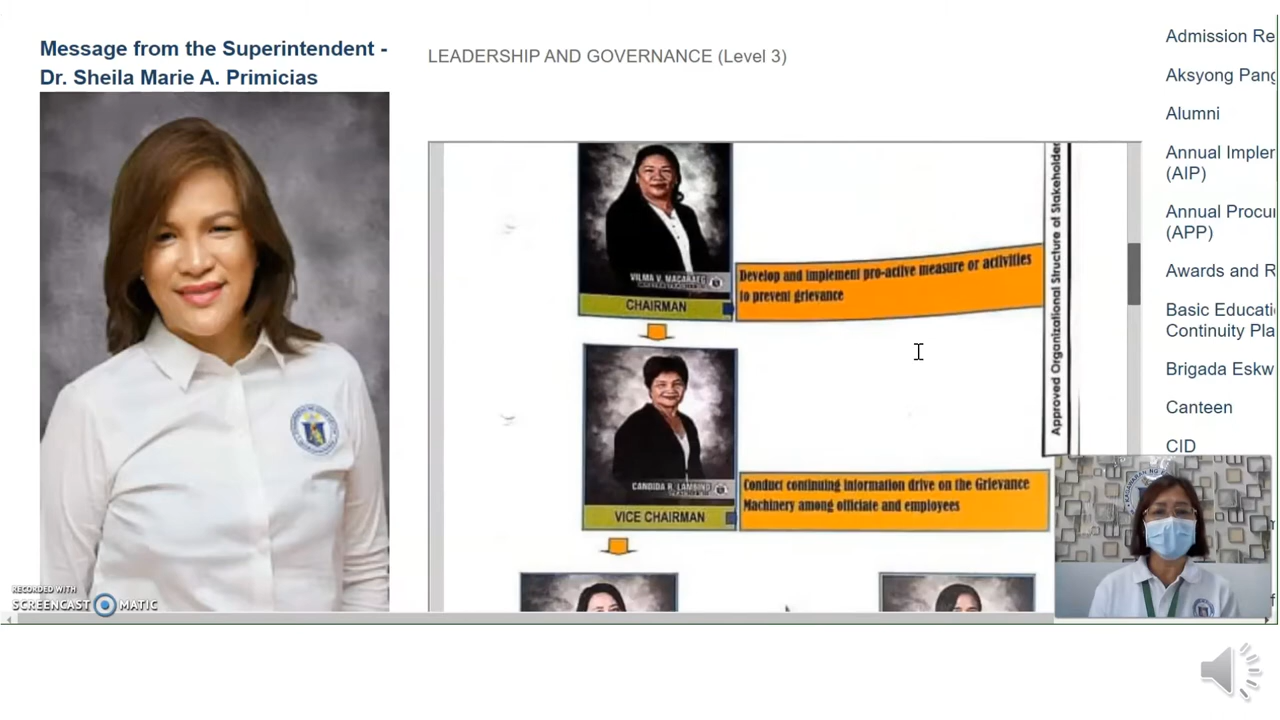 Message from the Superintendent -
Dr. Sheila Marie A. Primicias
LEADERSHIP AND GOVERNANCE (Level 3)
VILMA V. MACARAEG
CHAIRMAN
Develop and implement pro-active measure or activities
to prevent grievance
CANDIDA R. LAMBINO
VICE CHAIRMAN
Conduct continuing information drive on the Grievance
Machinery among officiate and employees
Approved Organizational Structure of Stakeholder
Admission Re
Aksyong Pang
Alumni
Annual Impler
(AIP)
Annual Procu
(APP)
Awards and R
Basic Educati
Continuity Pla
Brigada Eskw
Canteen
CID
RECORDED WITH
SCREENCAST MATIC